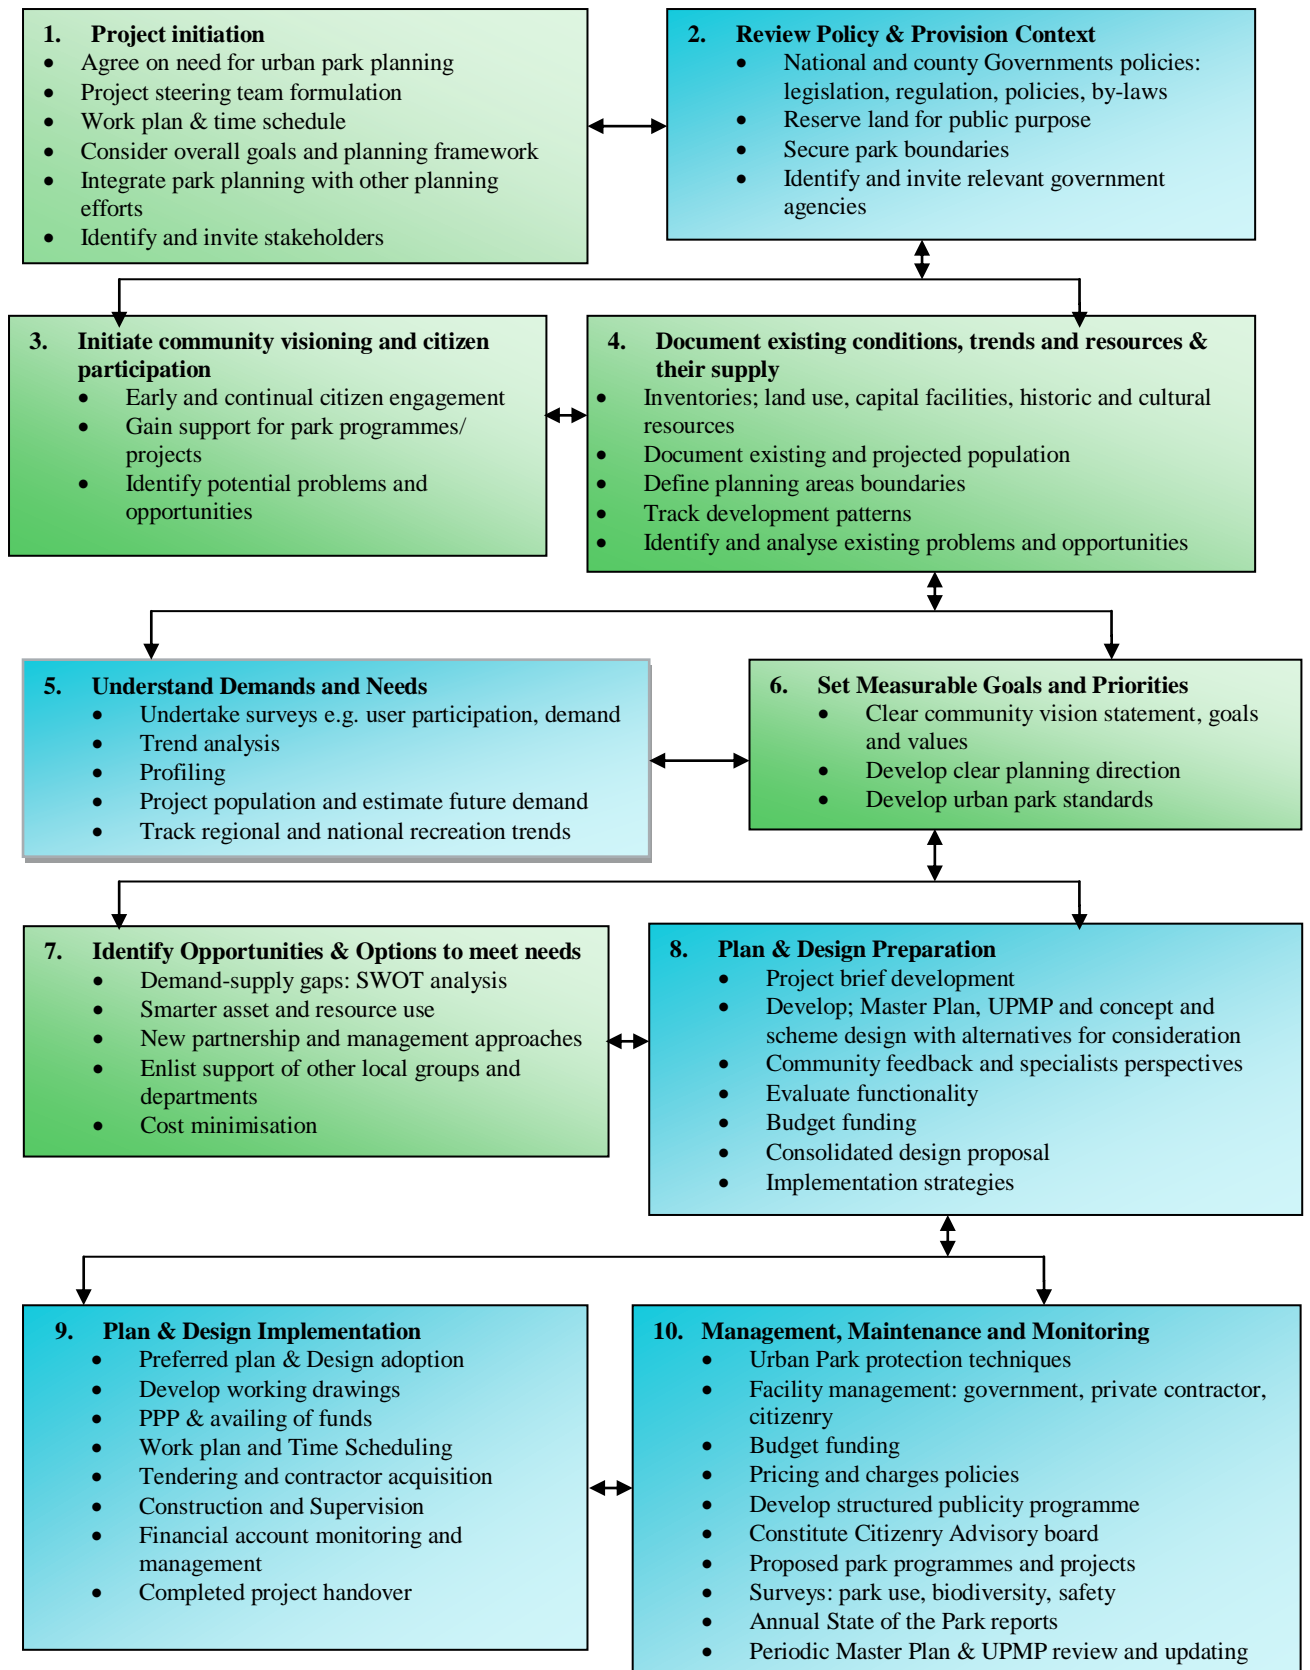 1. Project initiation
• Agree on need for urban park planning
• Project steering team formulation
• Work plan & time schedule
• Consider overall goals and planning framework
• Integrate park planning with other planning
efforts
• Identify and invite stakeholders
2. Review Policy & Provision Context
• National and county Governments policies:
legislation, regulation, policies, by-laws
• Reserve land for public purpose
• Secure park boundaries
• Identify and invite relevant government
agencies
3. Initiate community visioning and citizen
participation
• Early and continual citizen engagement
• Gain support for park programmes/
projects
• Identify potential problems and
opportunities
4. Document existing conditions, trends and resources &
their supply
• Inventories; land use, capital facilities, historic and cultural
resources
• Document existing and projected population
• Define planning areas boundaries
• Track development patterns
• Identify and analyse existing problems and opportunities
5. Understand Demands and Needs
• Undertake surveys e.g. user participation, demand
• Trend analysis
• Profiling
• Project population and estimate future demand
• Track regional and national recreation trends
6. Set Measurable Goals and Priorities
• Clear community vision statement, goals
and values
• Develop clear planning direction
• Develop urban park standards
7. Identify Opportunities & Options to meet needs
• Demand-supply gaps: SWOT analysis
• Smarter asset and resource use
• New partnership and management approaches
• Enlist support of other local groups and
departments
• Cost minimisation
8. Plan & Design Preparation
• Project brief development
• Develop; Master Plan, UPMP and concept and
scheme design with alternatives for consideration
• Community feedback and specialists perspectives
• Evaluate functionality
• Budget funding
• Consolidated design proposal
• Implementation strategies
9. Plan & Design Implementation
• Preferred plan & Design adoption
• Develop working drawings
• PPP & availing of funds
• Work plan and Time Scheduling
• Tendering and contractor acquisition
• Construction and Supervision
• Financial account monitoring and
management
• Completed project handover
10. Management, Maintenance and Monitoring
• Urban Park protection techniques
• Facility management: government, private contractor,
citizenry
• Budget funding
• Pricing and charges policies
• Develop structured publicity programme
• Constitute Citizenry Advisory board
• Proposed park programmes and projects
• Surveys: park use, biodiversity, safety
• Annual State of the Park reports
• Periodic Master Plan & UPMP review and updating